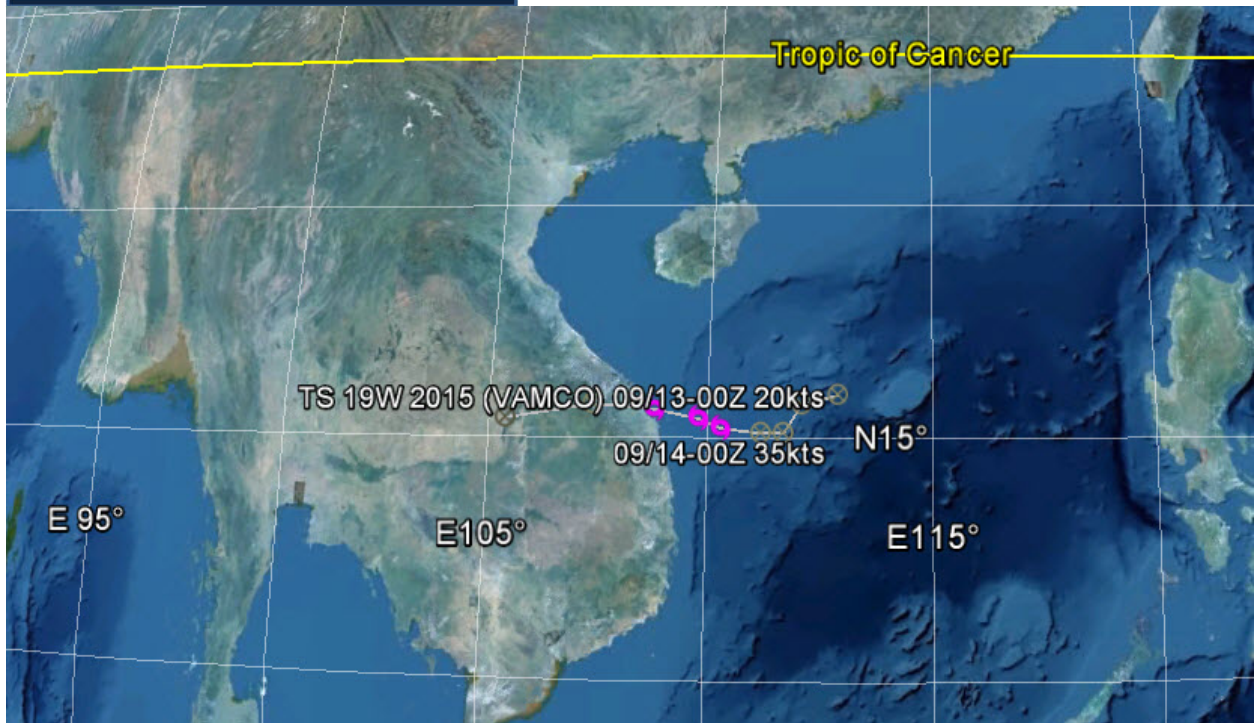 Tropic of Cancer
TS 19W 2015 (VAMCO) 09/13-00Z 20kts
N15°
09/14-00Z 35kts
E 95°
E105°
E115°